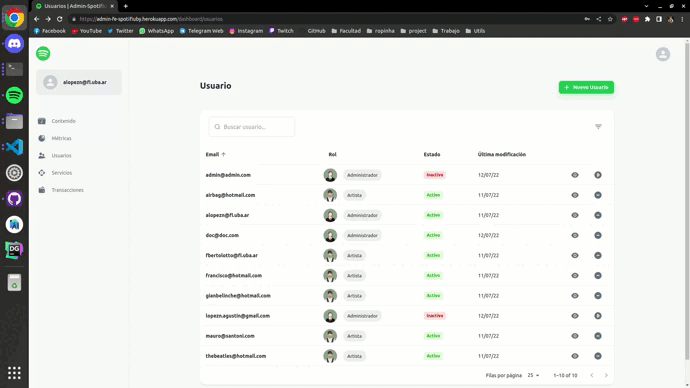 Usuarios | Admin-Spotifi
https://admin-fe-spotifiuby.herokuapp.com/dashboard/usuarios
Facebook YouTube Twitter WhatsApp Telegram Web Instagram Twitch GitHub Facultad ropinha project Trabajo Utils
alopezn@fi.uba.ar
Contenido
Métricas
Usuarios
Servicios
Transacciones
Usuario
+ Nuevo Usuario
Buscar usuario...
Email ↑ Rol Estado Última modificación
admin@admin.com Administrador Inactivo 12/07/22
airbag@hotmail.com Artista Activo 11/07/22
alopezn@fi.uba.ar Administrador Activo 12/07/22
doc@doc.com Administrador Activo 12/07/22
fbertolotto@fi.uba.ar Artista Activo 11/07/22
francisco@hotmail.com Artista Activo 11/07/22
gianbelinche@hotmail.com Artista Activo 11/07/22
lopezn.agustin@gmail.com Administrador Inactivo 12/07/22
mauro@santoni.com Artista Activo 11/07/22
thebeatles@hotmail.com Artista Activo 11/07/22
Filas por página 25 1–10 of 10
DG